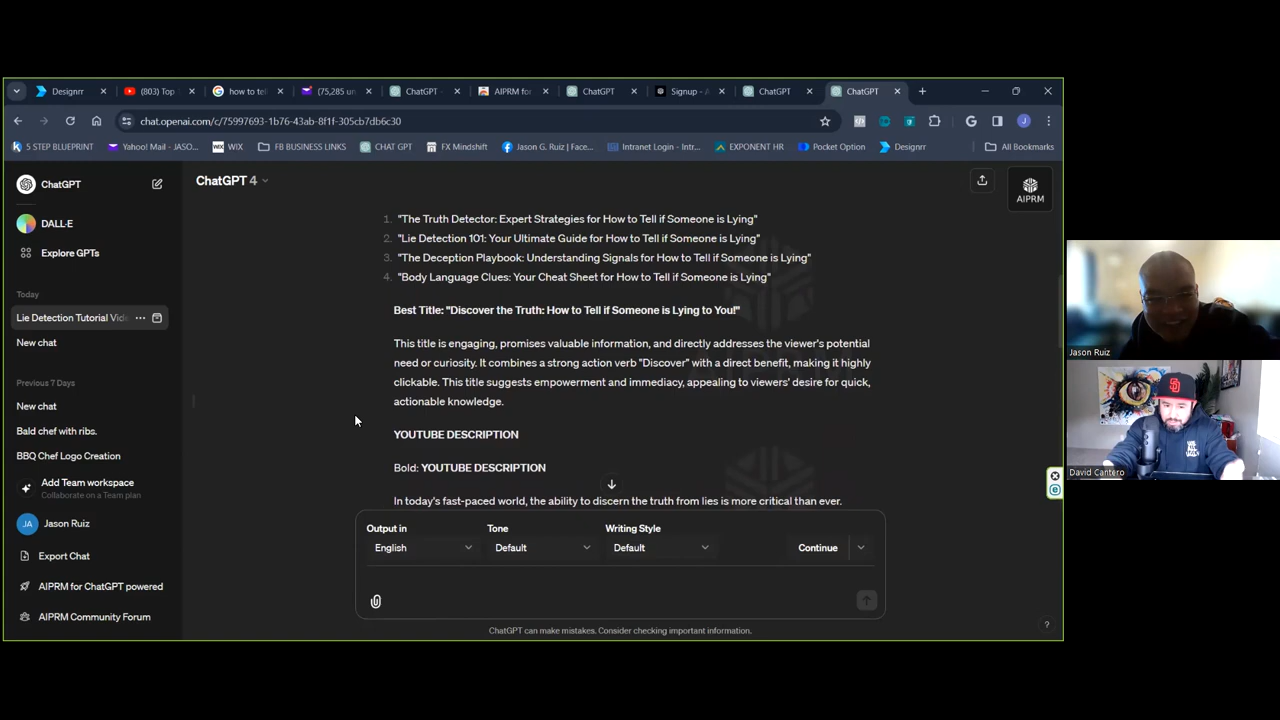 Designrr
(803) Top
how to tel
(75,285 un
ChatGPT
AIPRM for
ChatGPT
Signup - A
ChatGPT
ChatGPT
chat.openai.com/c/75997693-1b76-43ab-8f1f-305cb7db6c30
J
5 STEP BLUEPRINT
Yahoo! Mail - JASO...
WIX
FB BUSINESS LINKS
CHAT GPT
FX Mindshift
Jason G. Ruiz | Face...
Intranet Login - Intr...
EXPONENT HR
Pocket Option
Designrr
All Bookmarks
ChatGPT
DALL·E
Explore GPTs
Today
Lie Detection Tutorial Vid
New chat
Previous 7 Days
New chat
Bald chef with ribs.
BBQ Chef Logo Creation
Add Team workspace
Collaborate on a Team plan
JA Jason Ruiz
Export Chat
AIPRM for ChatGPT powered
AIPRM Community Forum
ChatGPT 4
AIPRM
1. "The Truth Detector: Expert Strategies for How to Tell if Someone is Lying"
2. "Lie Detection 101: Your Ultimate Guide for How to Tell if Someone is Lying"
3. "The Deception Playbook: Understanding Signals for How to Tell if Someone is Lying"
4. "Body Language Clues: Your Cheat Sheet for How to Tell if Someone is Lying"
Best Title: "Discover the Truth: How to Tell if Someone is Lying to You!"
This title is engaging, promises valuable information, and directly addresses the viewer's potential
need or curiosity. It combines a strong action verb "Discover" with a direct benefit, making it highly
clickable. This title suggests empowerment and immediacy, appealing to viewers' desire for quick,
actionable knowledge.
YOUTUBE DESCRIPTION
Bold: YOUTUBE DESCRIPTION
In today's fast-paced world, the ability to discern the truth from lies is more critical than ever.
Output in
Tone
Writing Style
English
Default
Default
Continue
ChatGPT can make mistakes. Consider checking important information.
?
Jason Ruiz
David Cantero